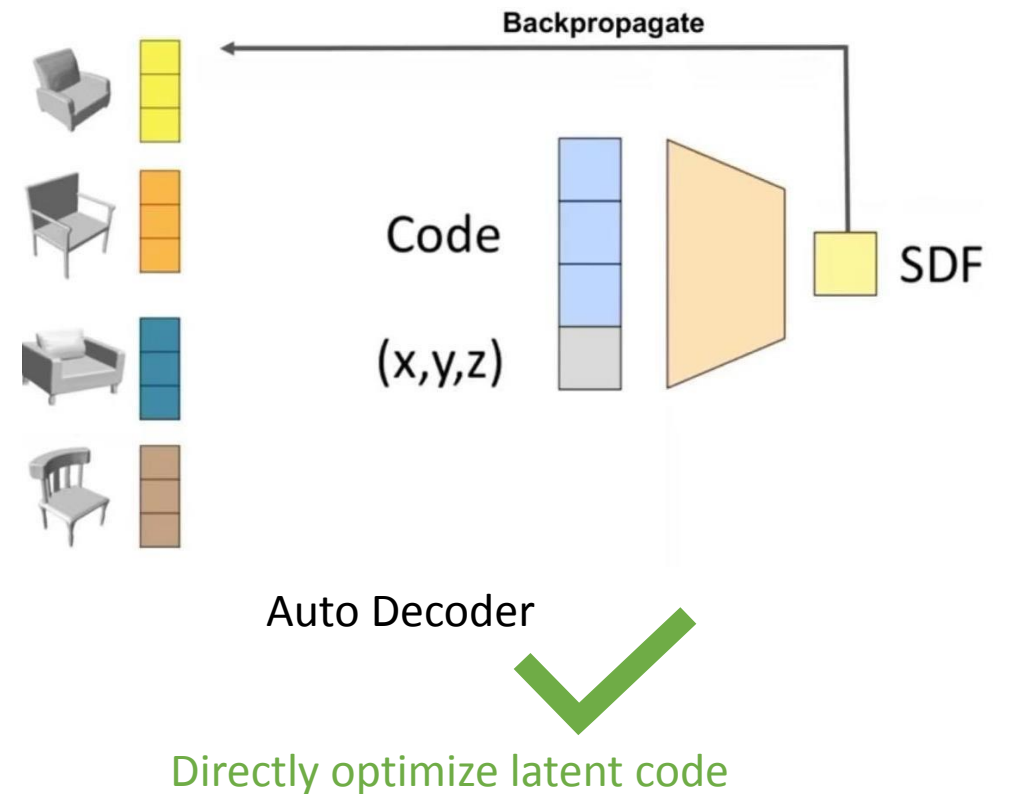 Backpropagate
Code
SDF
(x,y,z)
Auto Decoder
Directly optimize latent code